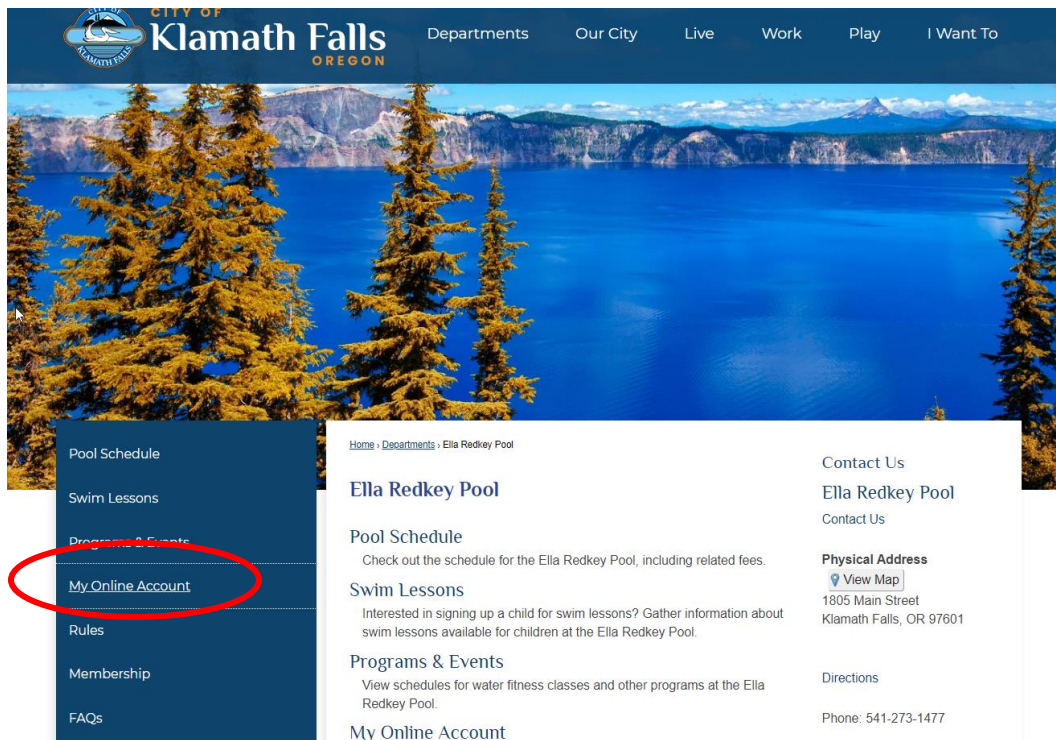 CITY OF
Klamath Falls
OREGON
KLAMATH FALLS
Departments
Our City
Live
Work
Play
I Want To
Pool Schedule
Swim Lessons
Programs & Events
My Online Account
Rules
Membership
FAQs
Home › Departments › Ella Redkey Pool
Ella Redkey Pool
Pool Schedule
Check out the schedule for the Ella Redkey Pool, including related fees.
Swim Lessons
Interested in signing up a child for swim lessons? Gather information about
swim lessons available for children at the Ella Redkey Pool.
Programs & Events
View schedules for water fitness classes and other programs at the Ella
Redkey Pool.
My Online Account
Contact Us
Ella Redkey Pool
Contact Us
Physical Address
View Map
1805 Main Street
Klamath Falls, OR 97601
Directions
Phone: 541-273-1477